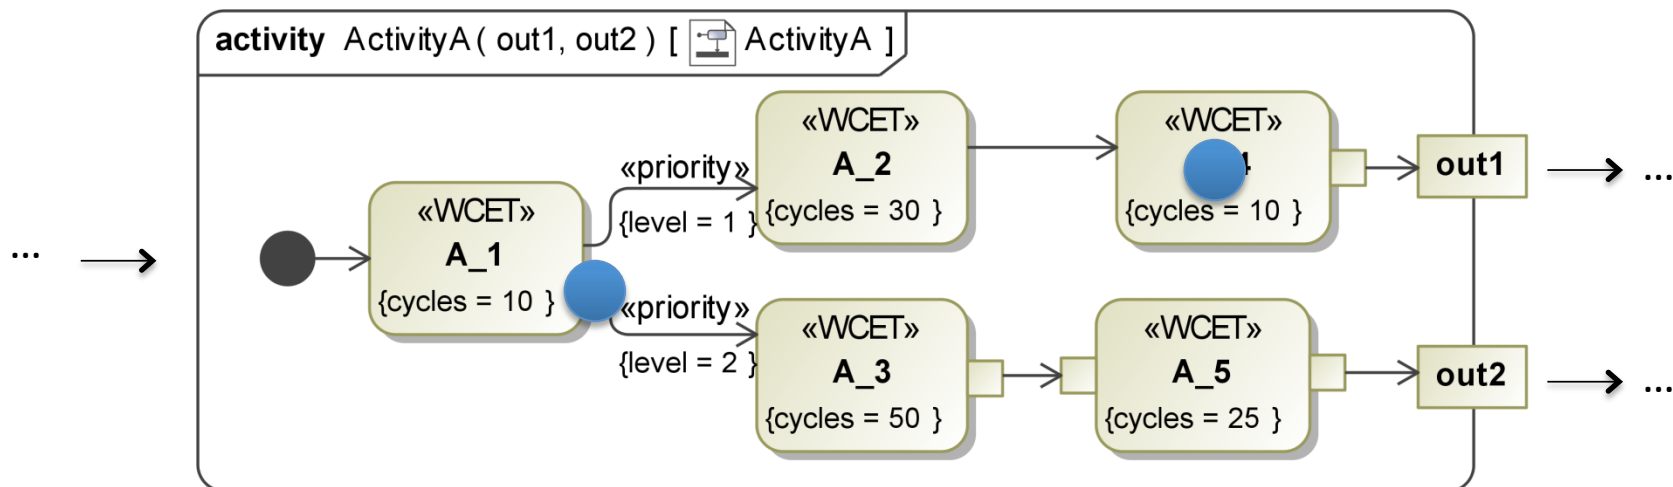 activity ActivityA ( out1, out2 ) [ ActivityA ]
«WCET»
A_1
{cycles = 10 }
«priority»
{level = 1 }
«priority»
{level = 2 }
«WCET»
A_2
{cycles = 30 }
«WCET»
{cycles = 10 }
out1
...
...
«WCET»
A_3
{cycles = 50 }
«WCET»
A_5
{cycles = 25 }
out2
...